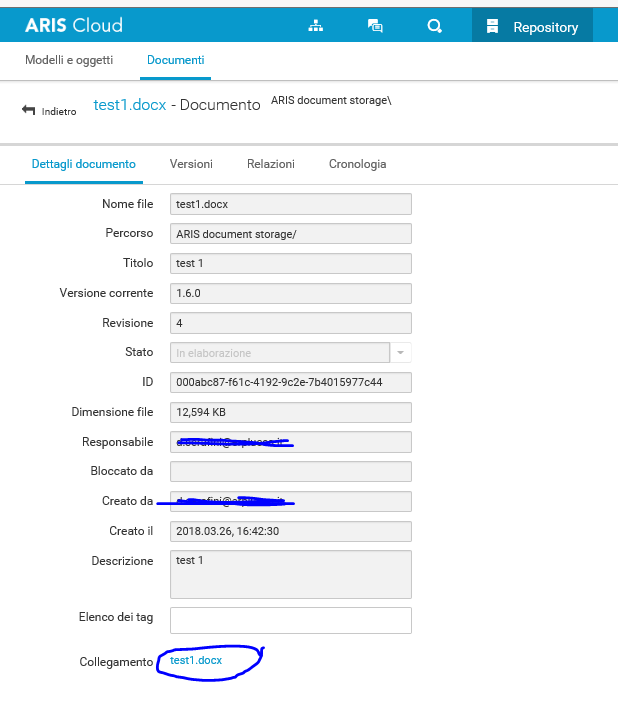 ARIS Cloud
Repository
Modelli e oggetti Documenti
Indietro test1.docx - Documento ARIS document storage\
Dettagli documento Versioni Relazioni Cronologia
Nome file test1.docx
Percorso ARIS document storage/
Titolo test 1
Versione corrente 1.6.0
Revisione 4
Stato In elaborazione
ID 000abc87-f61c-4192-9c2e-7b4015977c44
Dimensione file 12,594 KB
Responsabile
Bloccato da
Creato da
Creato il 2018.03.26, 16:42:30
Descrizione test 1
Elenco dei tag
Collegamento test1.docx